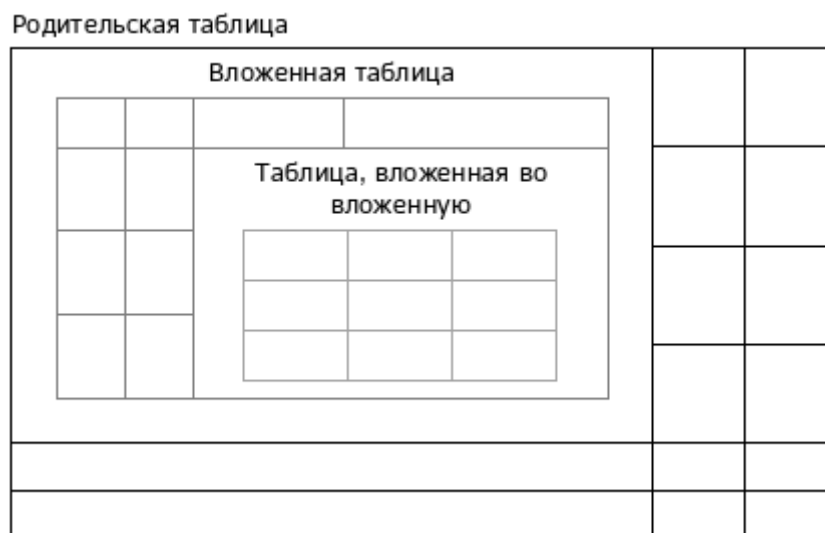 Родительская таблица
Вложенная таблица
Таблица, вложенная во
вложенную